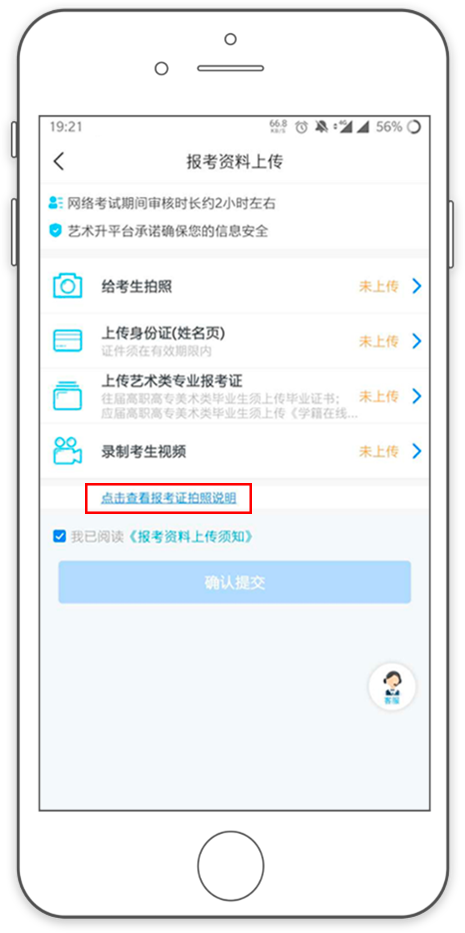 19:21
66.8
KB/S
4G
56%
报考资料上传
网络考试期间审核时长约2小时左右
艺术升平台承诺确保您的信息安全
给考生拍照
未上传
上传身份证(姓名页)
证件须在有效期限内
未上传
上传艺术类专业报考证
往届高职高专美术类毕业生须上传毕业证书;
应届高职专美术类毕业生须上传《学籍在线...
未上传
录制考生视频
未上传
点击查看报考证拍照说明
我已阅读《报考资料上传须知》
确认提交
客服